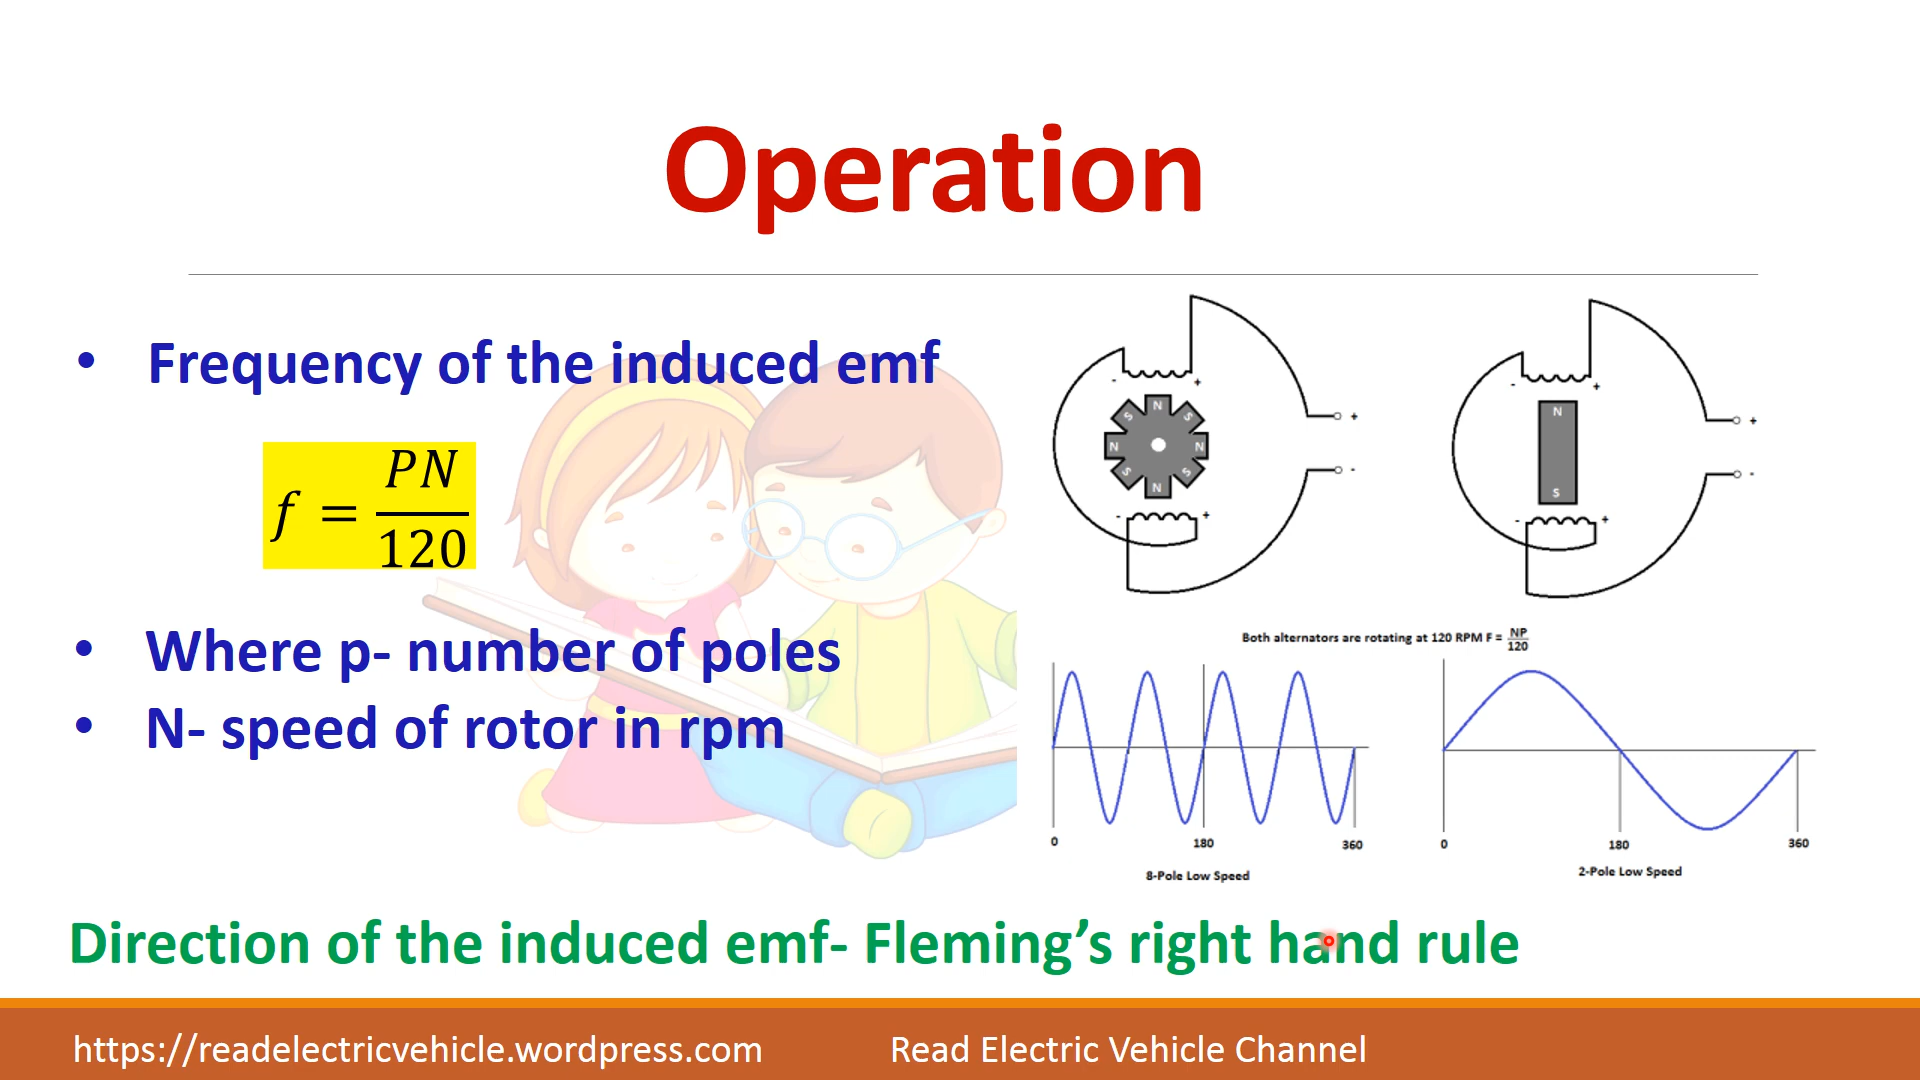 Operation
• Frequency of the induced emf
f = PN/120
• Where p- number of poles
• N- speed of rotor in rpm
- +
N
S S
N N
S S
N
- +
+
-
- +
N
S
- +
+
-
Both alternators are rotating at 120 RPM F = NP/120
0 180 360
8-Pole Low Speed
0 180 360
2-Pole Low Speed
Direction of the induced emf- Fleming’s right hand rule
https://readelectricvehicle.wordpress.com Read Electric Vehicle Channel